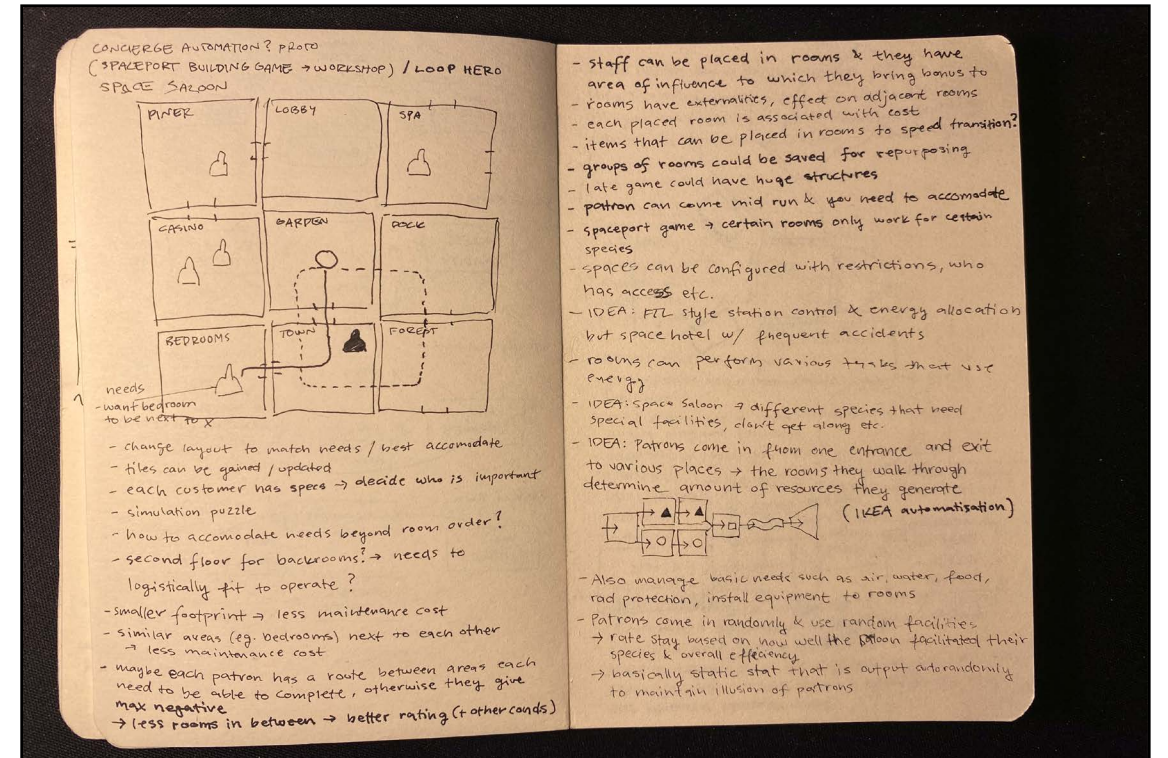 CONCIERGE AUTOMATION? PROTO
(SPACEPORT BUILDING GAME → WORKSHOP) / LOOP HERO
SPACE SALOON
DINER
LOBBY
SPA
CASINO
GARDEN
DOCK
BEDROOMS
TOWN
FOREST
needs
- want bedroom
to be next to x
- change layout to match needs / best accomodate
- tiles can be gained / updated
- each customer has specs → decide who is important
- simulation puzzle
- how to accomodate needs beyond room order?
- second floor for backrooms? → needs to
logistically fit to operate?
- smaller footprint → less maintenance cost
- similar areas (eg. bedrooms) next to each other
→ less maintenance cost
- maybe each patron has a route between areas each
need to be able to complete, otherwise they give
max negative
→ less rooms in between → better rating (+ other conds)
- staff can be placed in rooms & they have
area of influence to which they bring bonus to
- rooms have externalities, effect on adjacent rooms
- each placed room is associated with cost
- items that can be placed in rooms to speed transition?
- groups of rooms could be saved for repurposing
- late game could have huge structures
- patron can come mid run & you need to accomodate
- spaceport game → certain rooms only work for certain
species
- spaces can be configured with restrictions, who
has access etc.
- IDEA: FTL style station control & energy allocation
but space hotel w/ frequent accidents
- rooms can perform various tasks that use
energy
- IDEA: Space Saloon → different species that need
special facilities, don't get along etc.
- IDEA: Patrons come in from one entrance and exit
to various places → the rooms they walk through
determine amount of resources they generate
(IKEA automatisation)
- Also manage basic needs such as air, water, food,
rad protection, install equipment to rooms
- Patrons come in randomly & use random facilities
→ rate stay based on how well the saloon facilitated their
species & overall effeciency
→ basically static stat that is output autorandomly
to maintain illusion of patrons